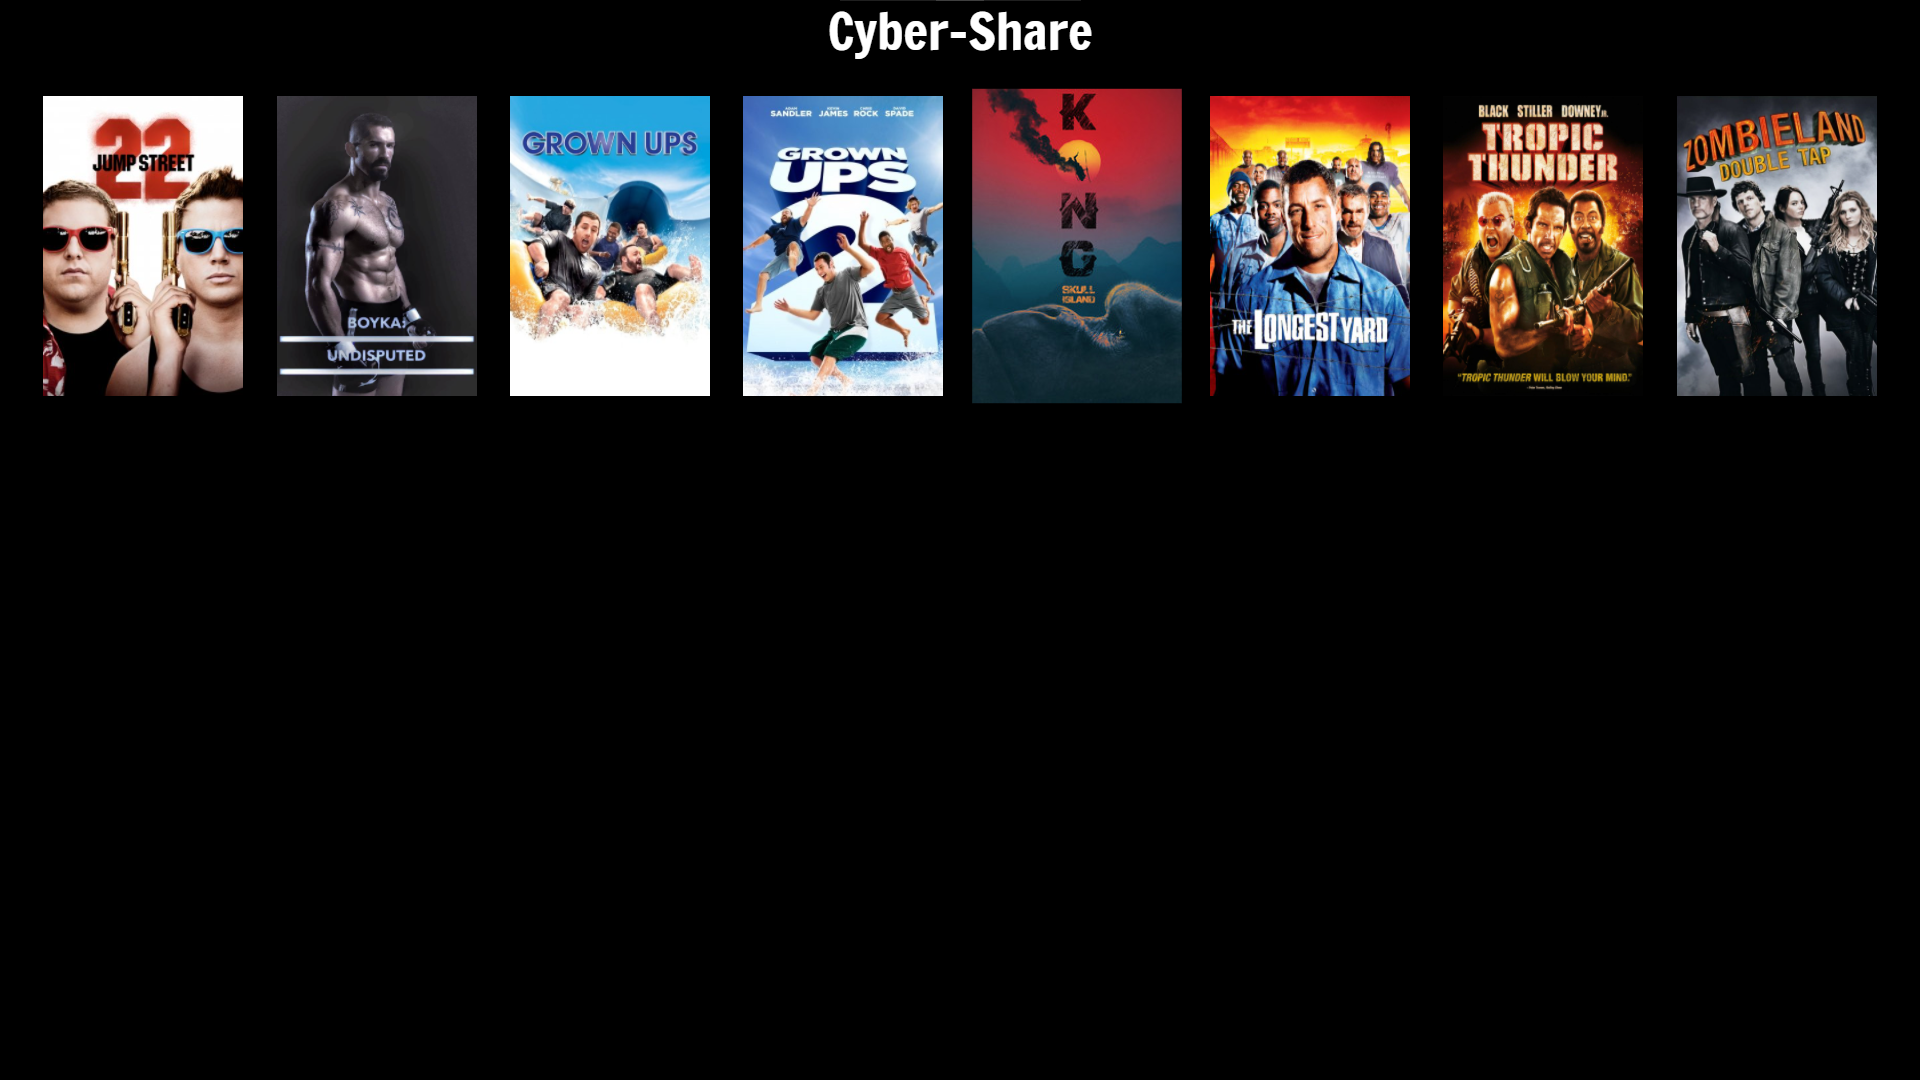 Cyber-Share
22
JUMP STREET
BOYKA:
UNDISPUTED
GROWN UPS
ADAM SANDLER KEVIN JAMES CHRIS ROCK DAVID SPADE
GROWN
UPS
2
K
O
N
G
SKULL
ISLAND
THE LONGEST YARD
BLACK STILLER DOWNEY JR.
TROPIC
THUNDER
"TROPIC THUNDER WILL BLOW YOUR MIND."
ZOMBIELAND
DOUBLE TAP